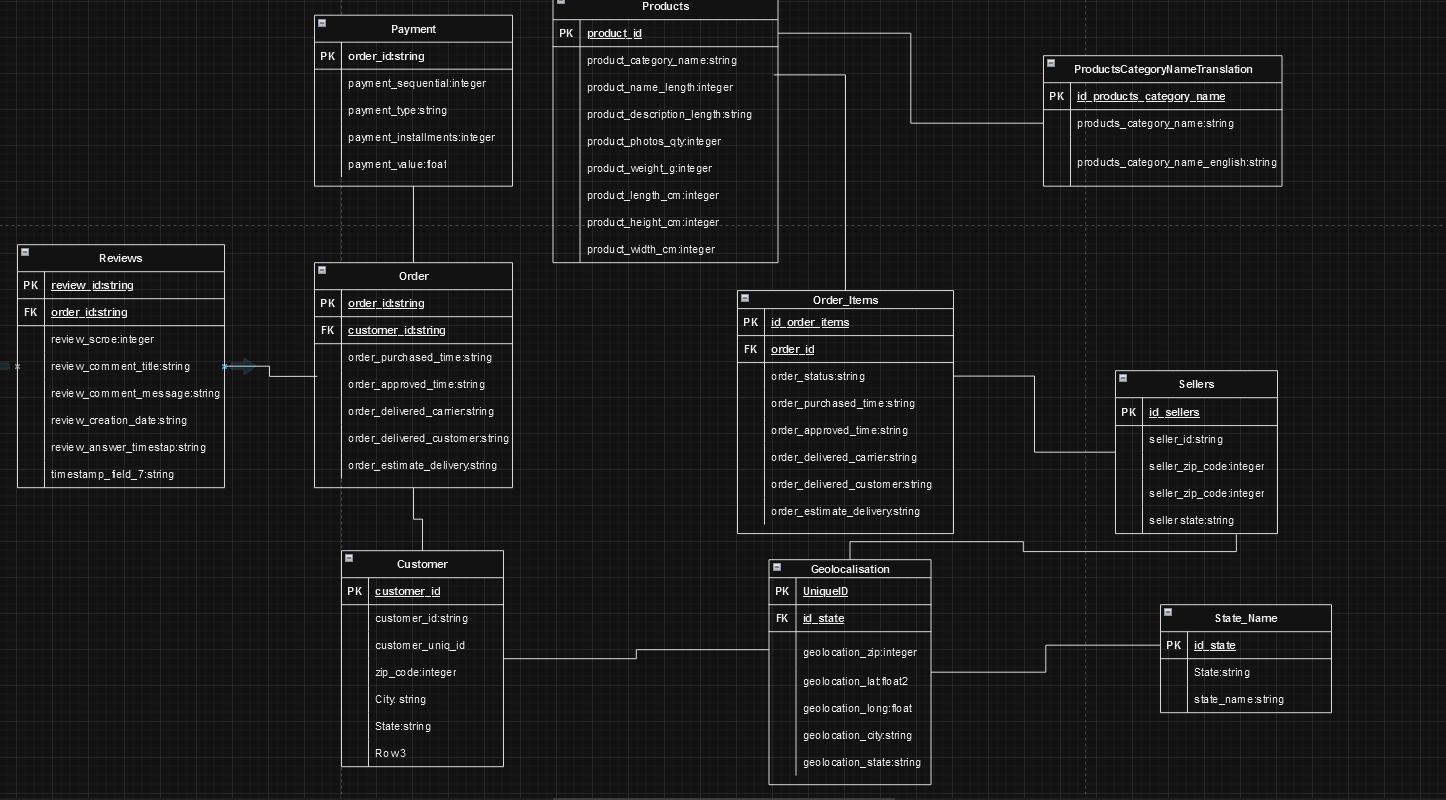 Payment
PK order_id:string
payment_sequential:integer
payment_type:string
payment_installments:integer
payment_value:float
Products
PK product_id
product_category_name:string
product_name_length:integer
product_description_length:string
product_photos_qty:integer
product_weight_g:integer
product_length_cm:integer
product_height_cm:integer
product_width_cm:integer
ProductsCategoryNameTranslation
PK id_products_category_name
products_category_name:string
products_category_name_english:string
Reviews
PK review_id:string
FK order_id:string
review_scroe:integer
review_comment_title:string
review_comment_message:string
review_creation_date:string
review_answer_timestap:string
timestamp_field_7:string
Order
PK order_id:string
FK customer_id:string
order_purchased_time:string
order_approved_time:string
order_delivered_carrier:string
order_delivered_customer:string
order_estimate_delivery:string
Order_Items
PK id_order_items
FK order_id
order_status:string
order_purchased_time:string
order_approved_time:string
order_delivered_carrier:string
order_delivered_customer:string
order_estimate_delivery:string
Sellers
PK id_sellers
seller_id:string
seller_zip_code:integer
seller_zip_code:integer
seller state:string
Customer
PK customer_id
customer_id:string
customer_uniq_id
zip_code:integer
City: string
State:string
Row 3
Geolocalisation
PK UniqueID
FK id_state
geolocation_zip:integer
geolocation_lat:float2
geolocation_long:float
geolocation_city:string
geolocation_state:string
State_Name
PK id_state
State:string
state_name:string